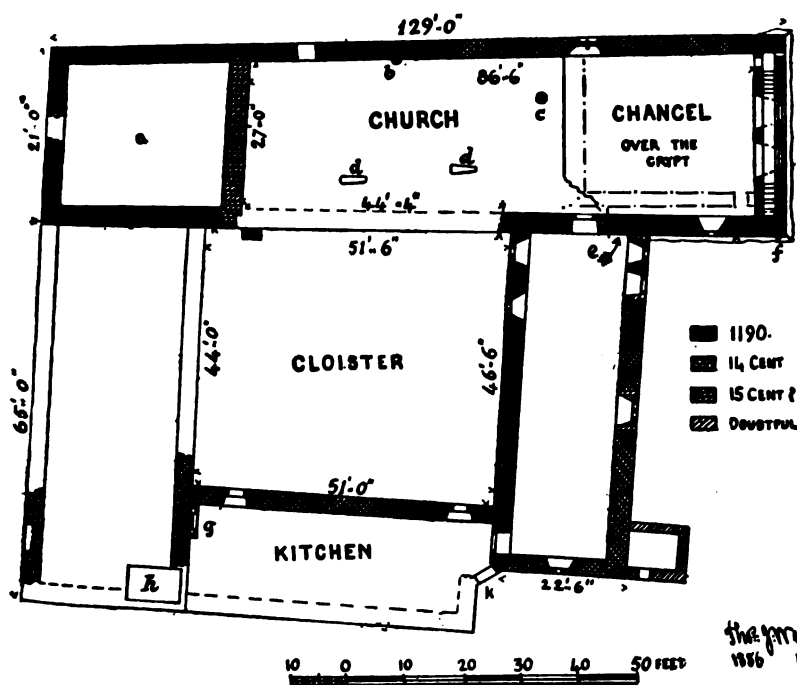 129'-0"
b
86'-6"
c
CHURCH
CHANCEL
OVER THE
CRYPT
21'-0"
a
27'-0"
d
d
44'-4"
51'-6"
e
f
65'-0"
44'-0"
CLOISTER
46'-6"
1190.
14 CENT
15 CENT ?
DOUBTFUL
51'-0"
g
KITCHEN
h
k
22'-6"
1886
10 0 10 20 30 40 50 FEET